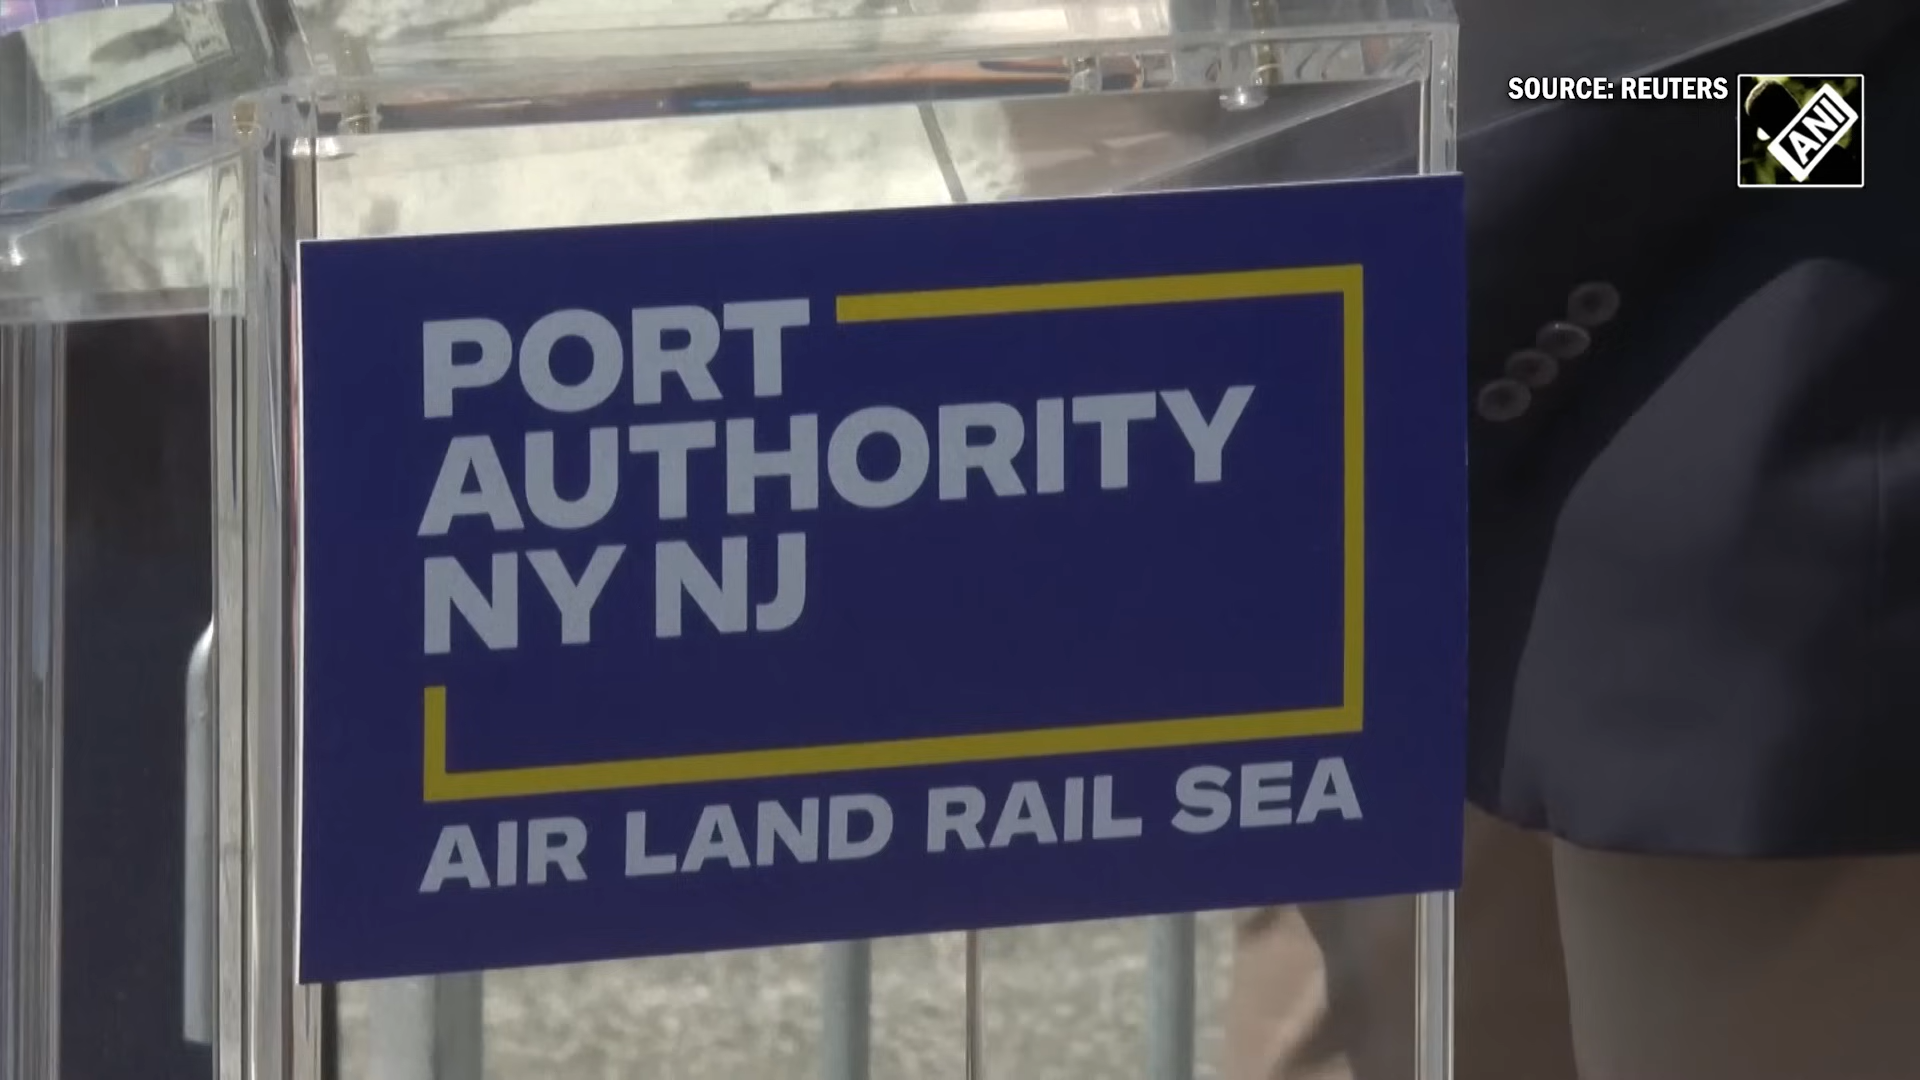 SOURCE: REUTERS
ANI
PORT
AUTHORITY
NY NJ
AIR LAND RAIL SEA